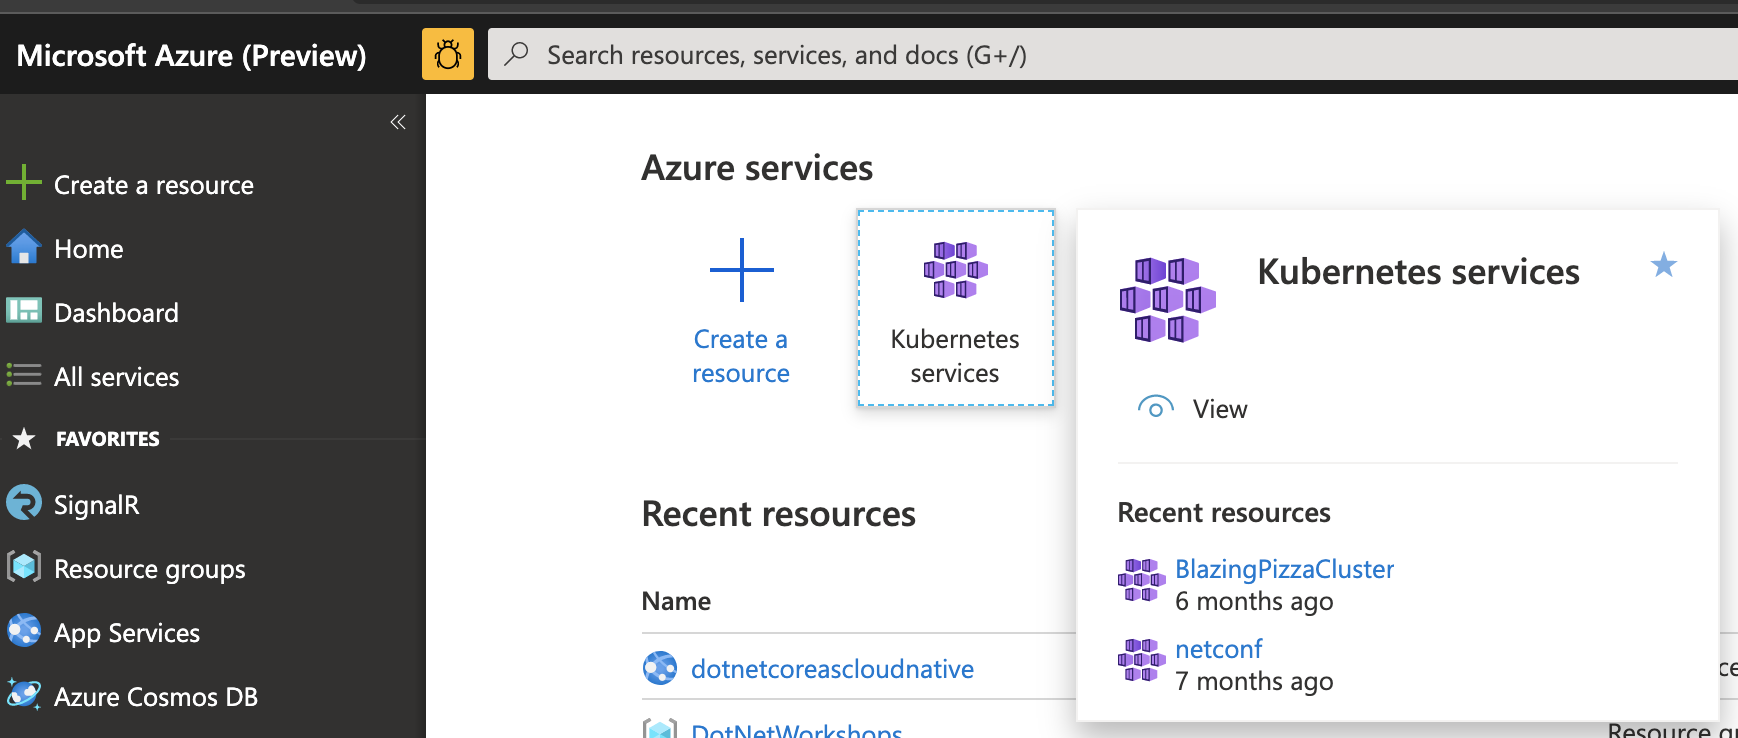 Microsoft Azure (Preview)
Search resources, services, and docs (G+/)
Create a resource
Home
Dashboard
All services
FAVORITES
SignalR
Resource groups
App Services
Azure Cosmos DB
Azure services
Create a
resource
Kubernetes
services
Kubernetes services
View
Recent resources
BlazingPizzaCluster
6 months ago
netconf
7 months ago
Recent resources
Name
dotnetcoreascloudnative
DotNetWorkshops
Resource